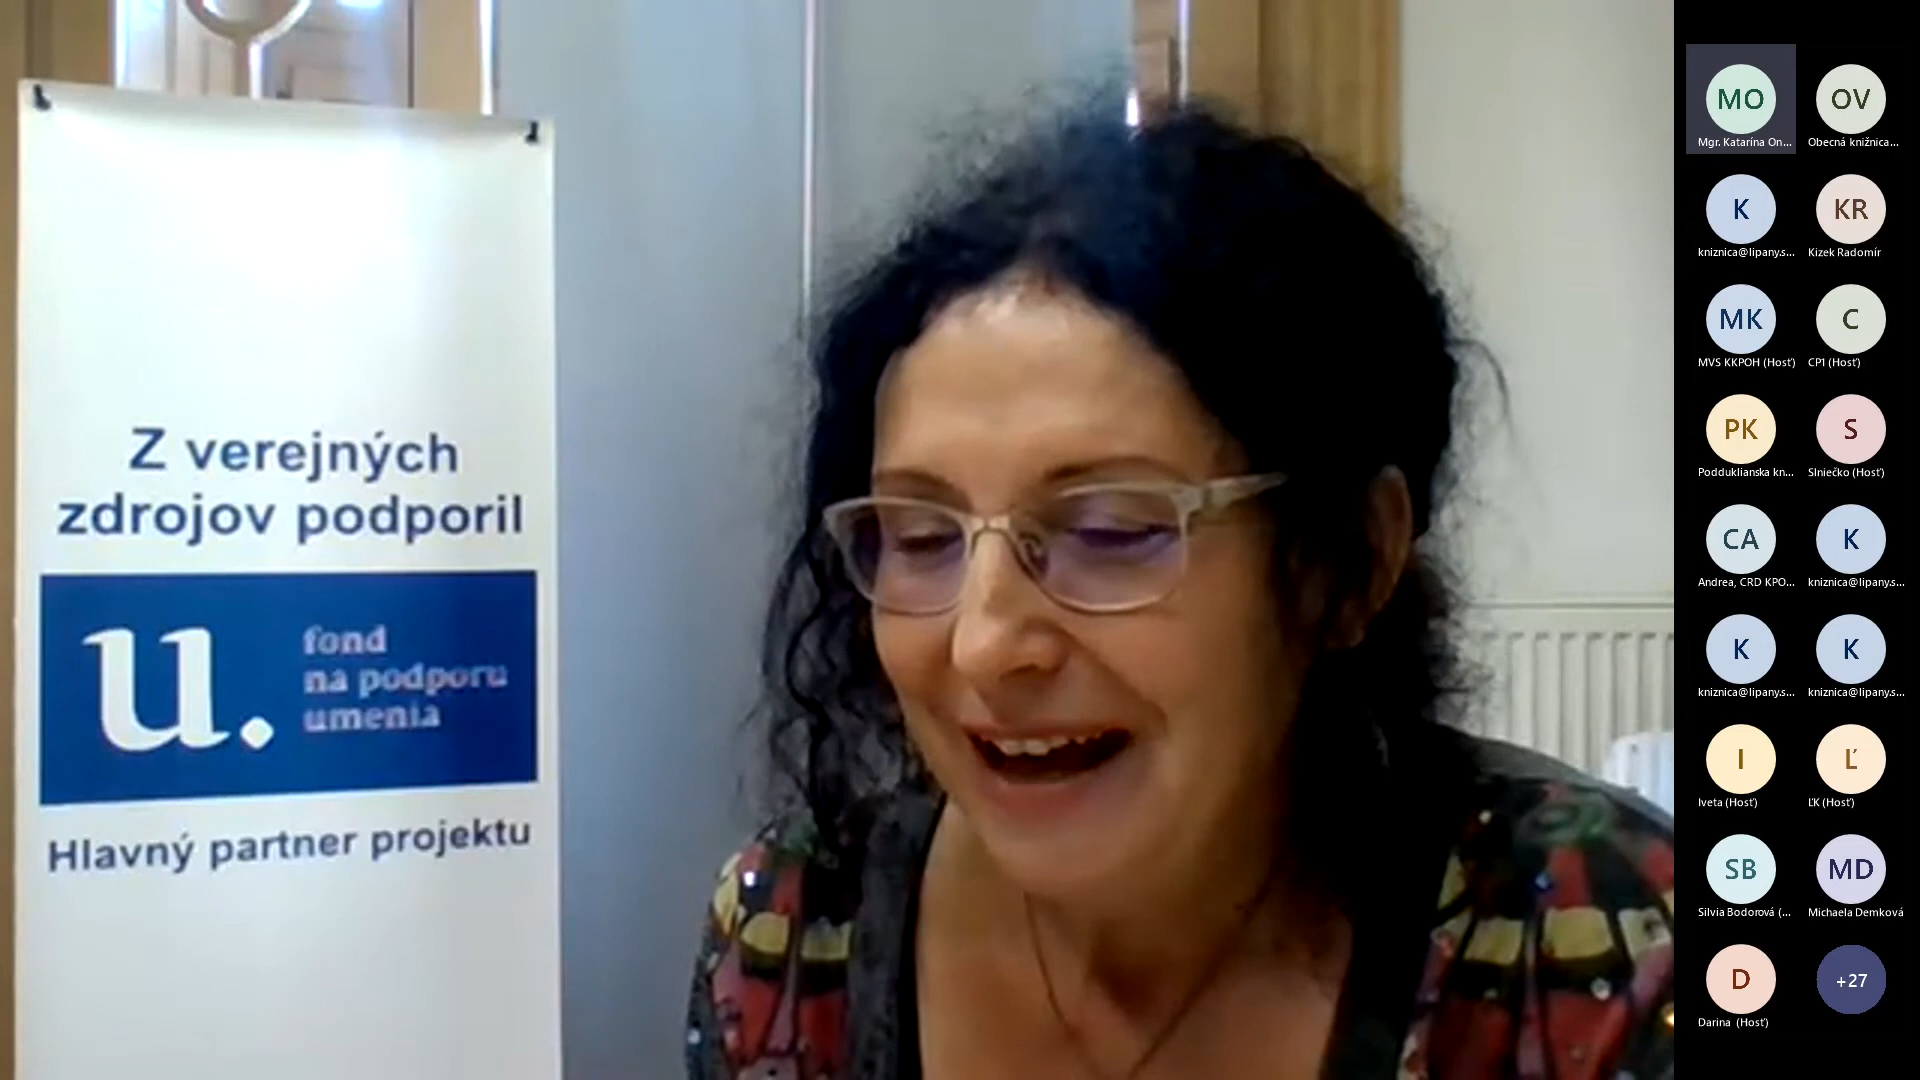 Z verejných
zdrojov podporil
u.
fond
na podporu
umenia
Hlavný partner projektu
MO
Mgr. Katarína On...
OV
Obecná knižnica...
K
kniznica@lipany.s...
KR
Kizek Radomír
MK
MVS KKPOH (Hosť)
C
CP1 (Hosť)
PK
Podduklianska kn...
S
Slniečko (Hosť)
CA
Andrea, CRD KPO...
K
kniznica@lipany.s...
K
kniznica@lipany.s...
K
kniznica@lipany.s...
I
Iveta (Hosť)
Ľ
ĽK (Hosť)
SB
Silvia Bodorová (...
MD
Michaela Demková
D
Darina (Hosť)
+27